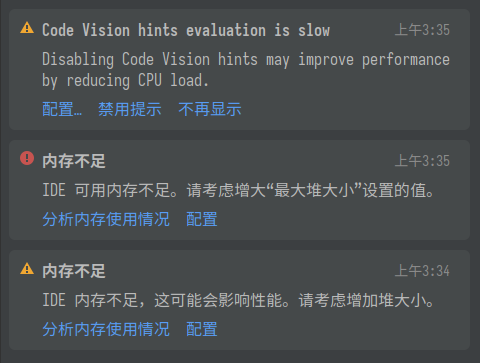 Code Vision hints evaluation is slow 上午3:35
Disabling Code Vision hints may improve performance
by reducing CPU load.
配置… 禁用提示 不再显示
内存不足 上午3:35
IDE 可用内存不足。请考虑增大“最大堆大小”设置的值。
分析内存使用情况 配置
内存不足 上午3:34
IDE 内存不足，这可能会影响性能。请考虑增加堆大小。
分析内存使用情况 配置